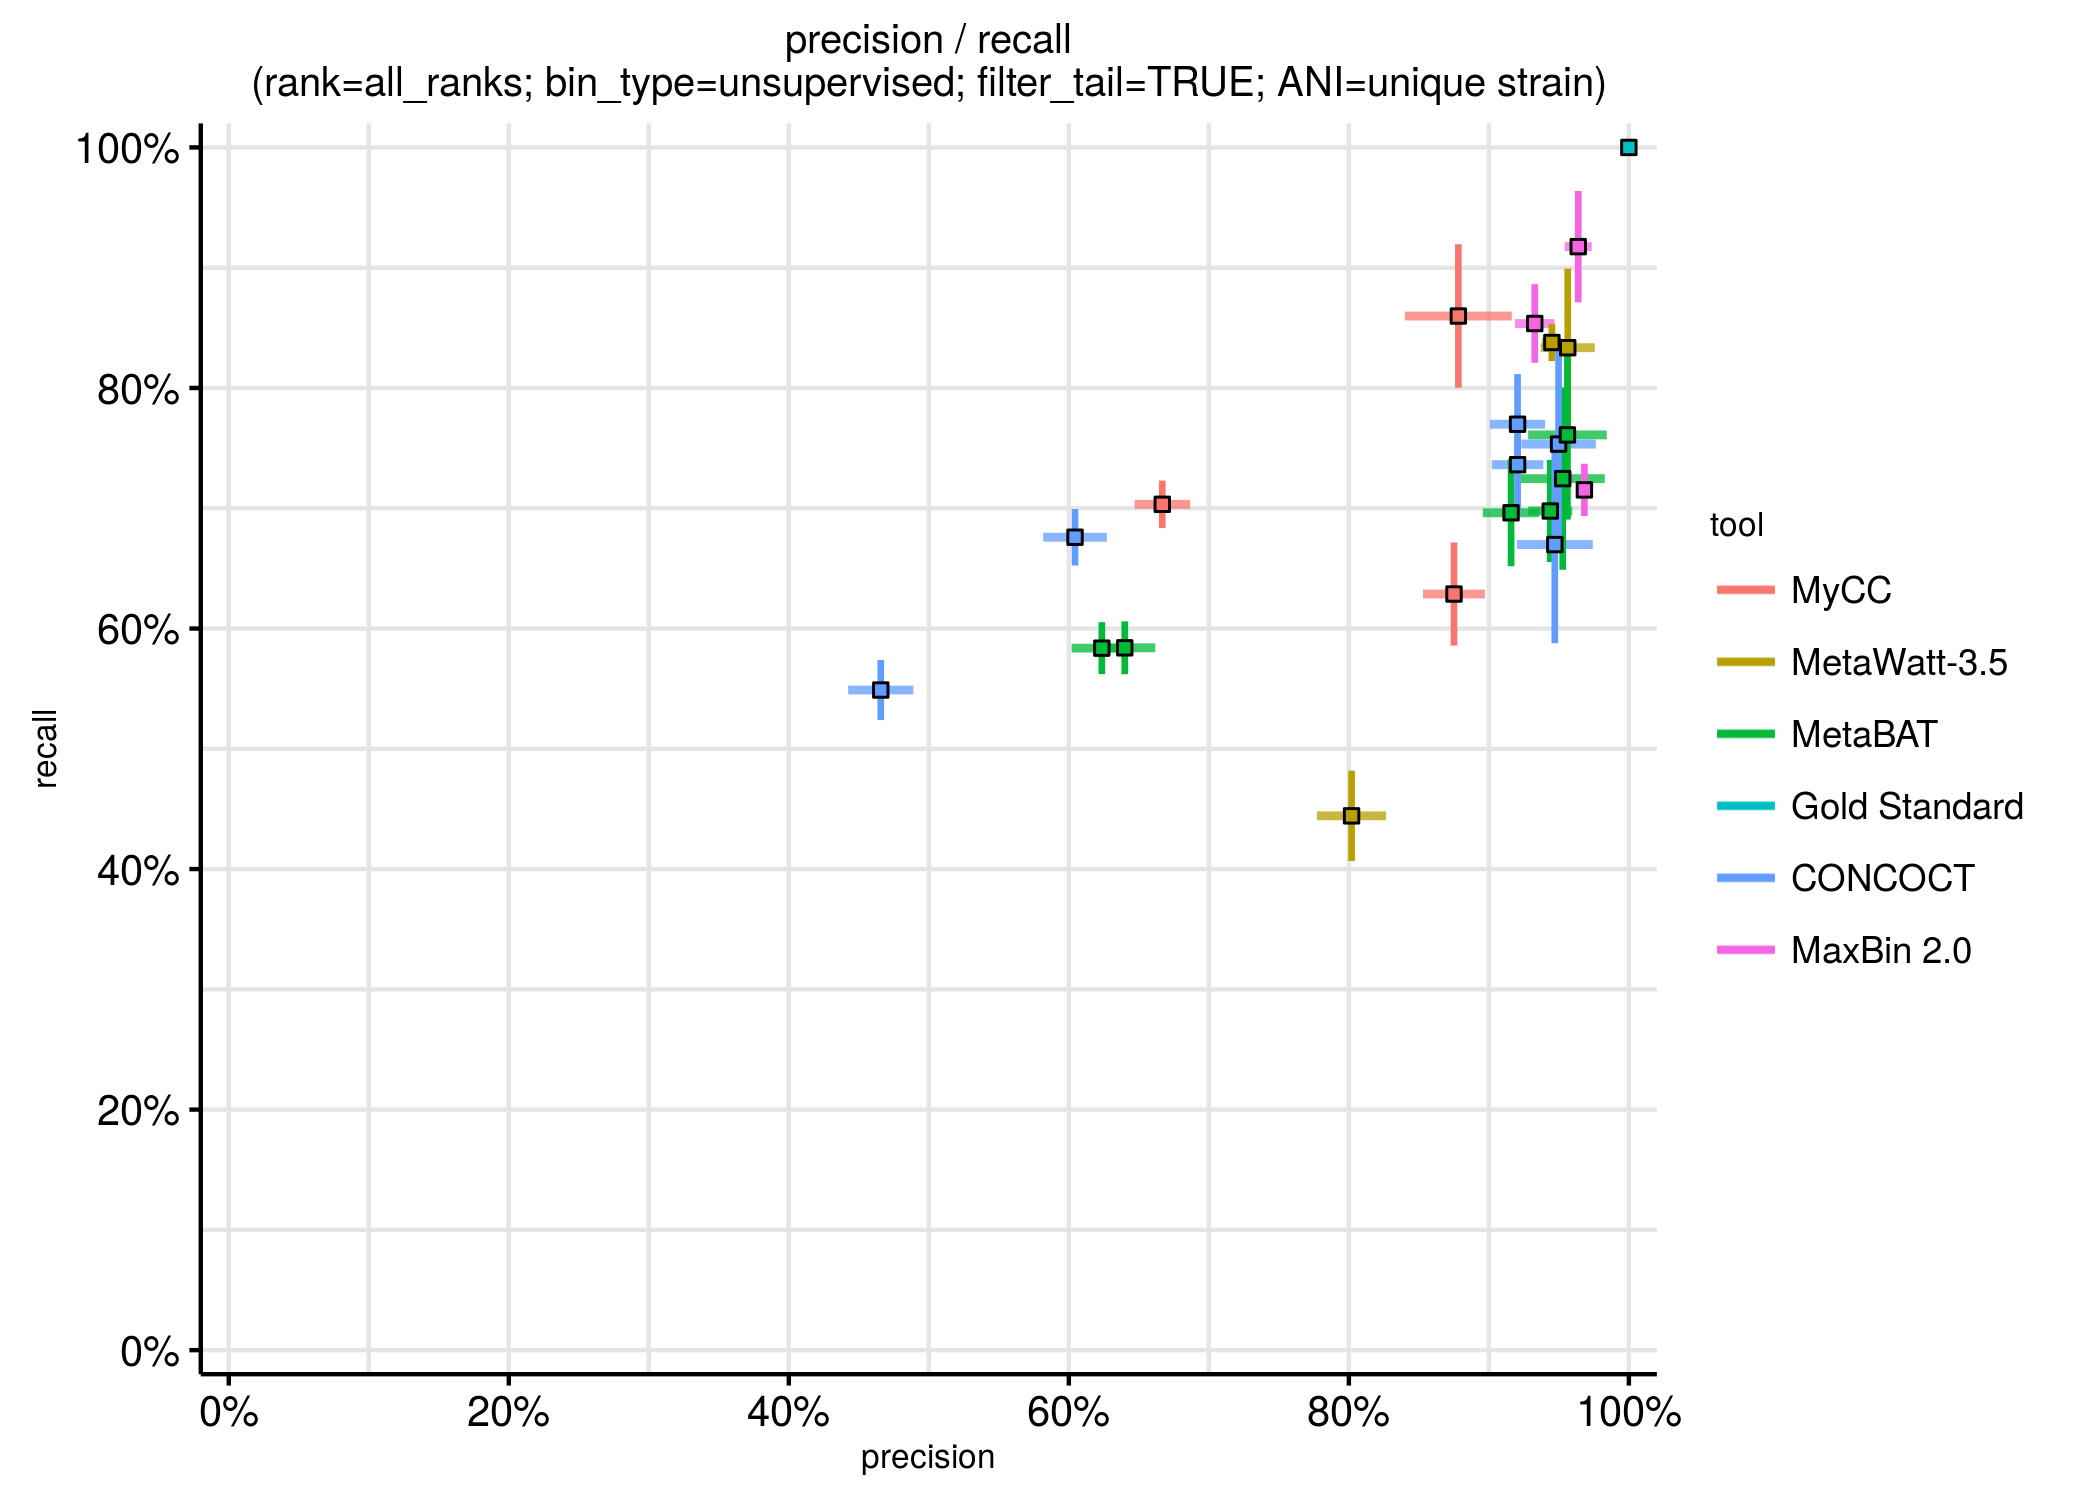 precision / recall
(rank=all_ranks; bin_type=unsupervised; filter_tail=TRUE; ANI=unique strain)
100%
80%
60%
40%
20%
0%
recall
0%
20%
40%
60%
80%
100%
precision
tool
MyCC
MetaWatt-3.5
MetaBAT
Gold Standard
CONCOCT
MaxBin 2.0